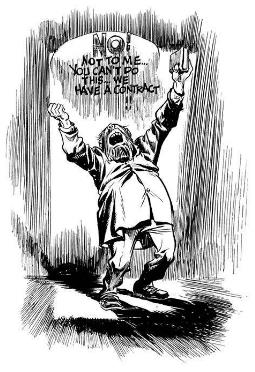 NO!
NOT TO ME...
YOU CAN'T DO
THIS... WE
HAVE A CONTRACT
!!